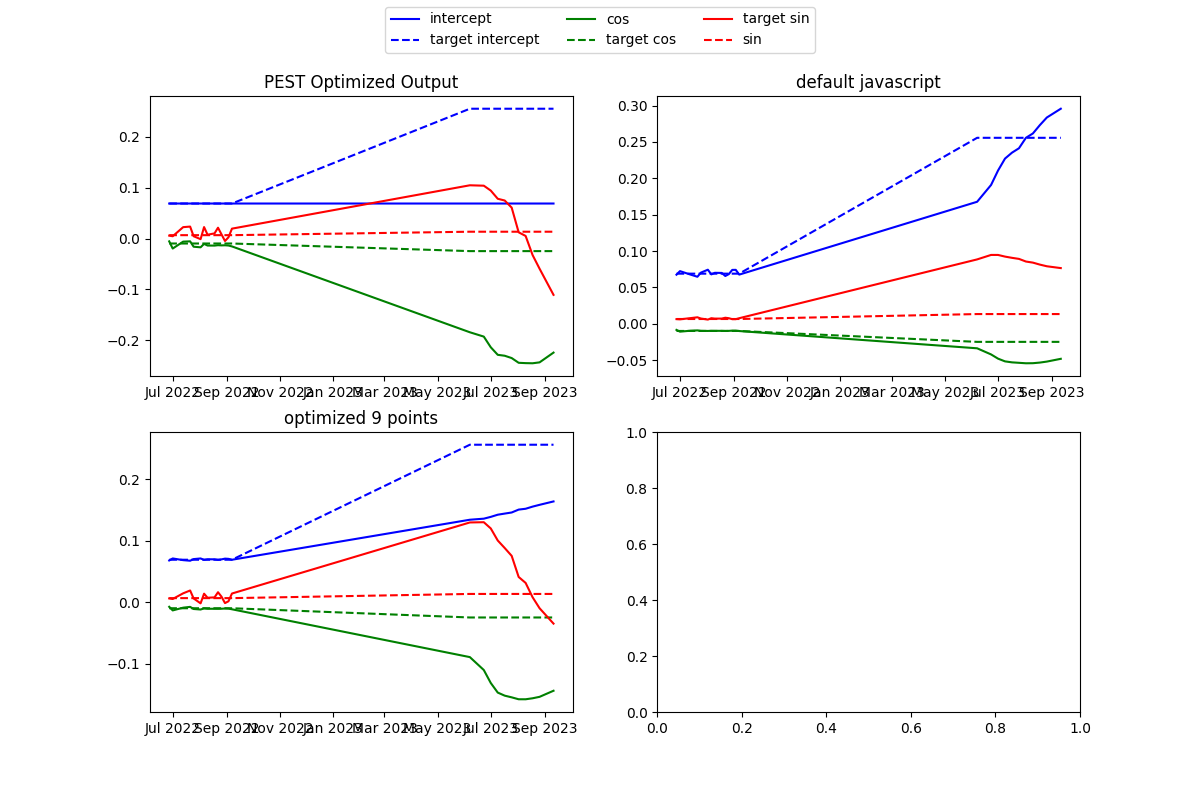 intercept cos target sin
target intercept target cos sin
PEST Optimized Output
0.2
0.1
0.0
−0.1
−0.2
Jul 2022 Sep 2022 Nov 2022 Jan 2023 Mar 2023 May 2023 Jul 2023 Sep 2023
default javascript
0.30
0.25
0.20
0.15
0.10
0.05
0.00
−0.05
Jul 2022 Sep 2022 Nov 2022 Jan 2023 Mar 2023 May 2023 Jul 2023 Sep 2023
optimized 9 points
0.2
0.1
0.0
−0.1
Jul 2022 Sep 2022 Nov 2022 Jan 2023 Mar 2023 May 2023 Jul 2023 Sep 2023
1.0
0.8
0.6
0.4
0.2
0.0
0.0 0.2 0.4 0.6 0.8 1.0